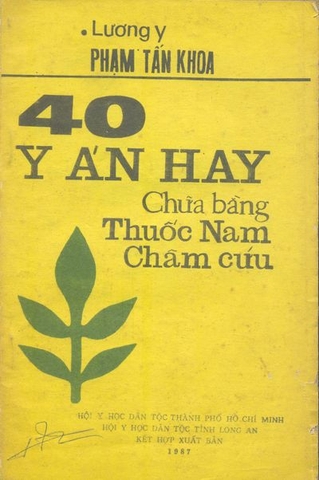 • Lương y
PHẠM TẤN KHOA
40
Y ÁN HAY
Chữa bằng
Thuốc Nam
Châm cứu
HỘI Y HỌC DÂN TỘC THÀNH PHỐ HỒ CHÍ MINH
HỘI Y HỌC DÂN TỘC TỈNH LONG AN
KẾT HỢP XUẤT BẢN
1987